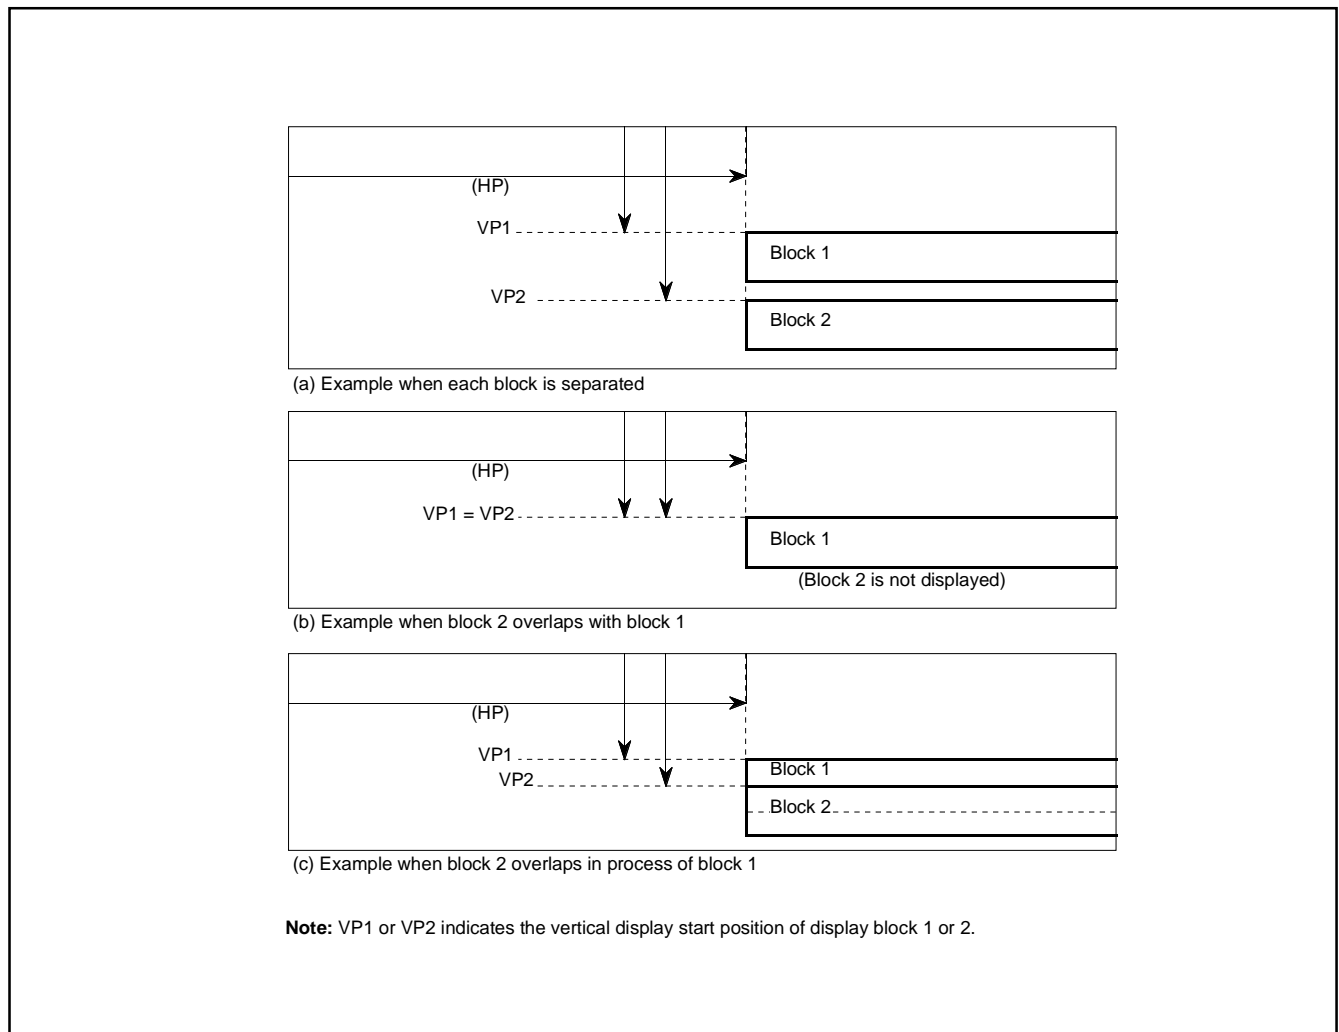 (HP)
VP1
Block 1
VP2
Block 2
(a) Example when each block is separated
(HP)
VP1 = VP2
Block 1
(Block 2 is not displayed)
(b) Example when block 2 overlaps with block 1
(HP)
VP1
Block 1
VP2
Block 2
(c) Example when block 2 overlaps in process of block 1
Note: VP1 or VP2 indicates the vertical display start position of display block 1 or 2.